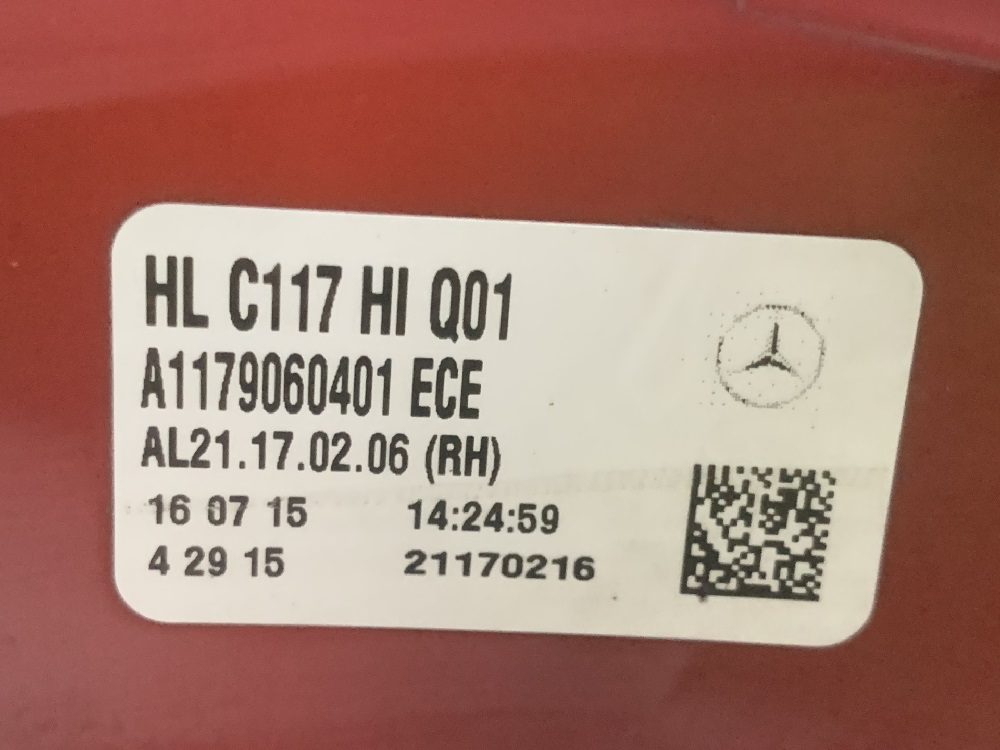 HL C117 HI Q01
A1179060401 ECE
AL21.17.02.06 (RH)
16 07 15 14:24:59
4 29 15 21170216